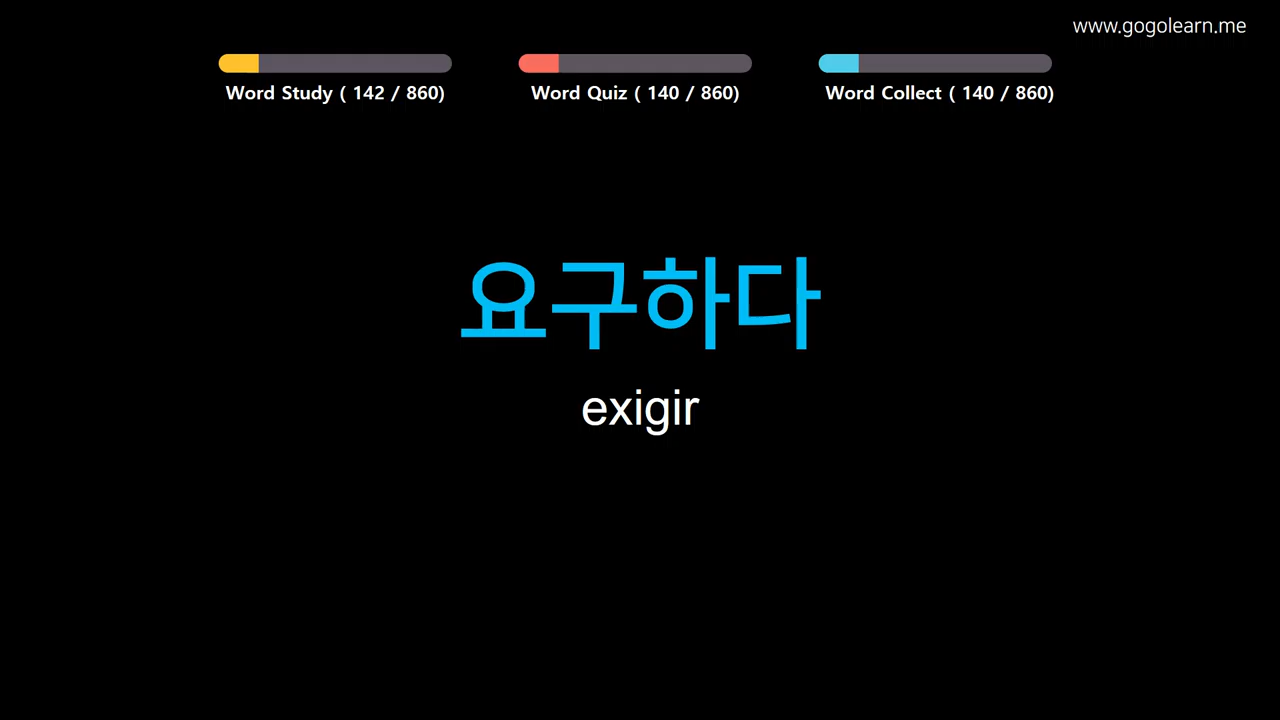 www.gogolearn.me
Word Study ( 142 / 860)
Word Quiz ( 140 / 860)
Word Collect ( 140 / 860)
요구하다
exigir